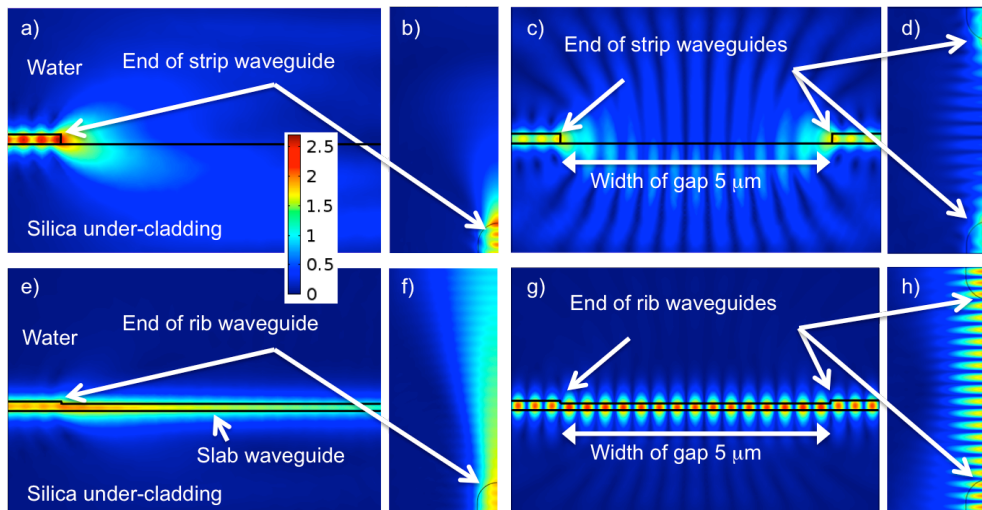 a)
Water
End of strip waveguide
Silica under-cladding
2.5
2
1.5
1
0.5
0
b)
c)
End of strip waveguides
Width of gap 5 μm
d)
e)
Water
End of rib waveguide
Slab waveguide
Silica under-cladding
f)
g)
End of rib waveguides
Width of gap 5 μm
h)